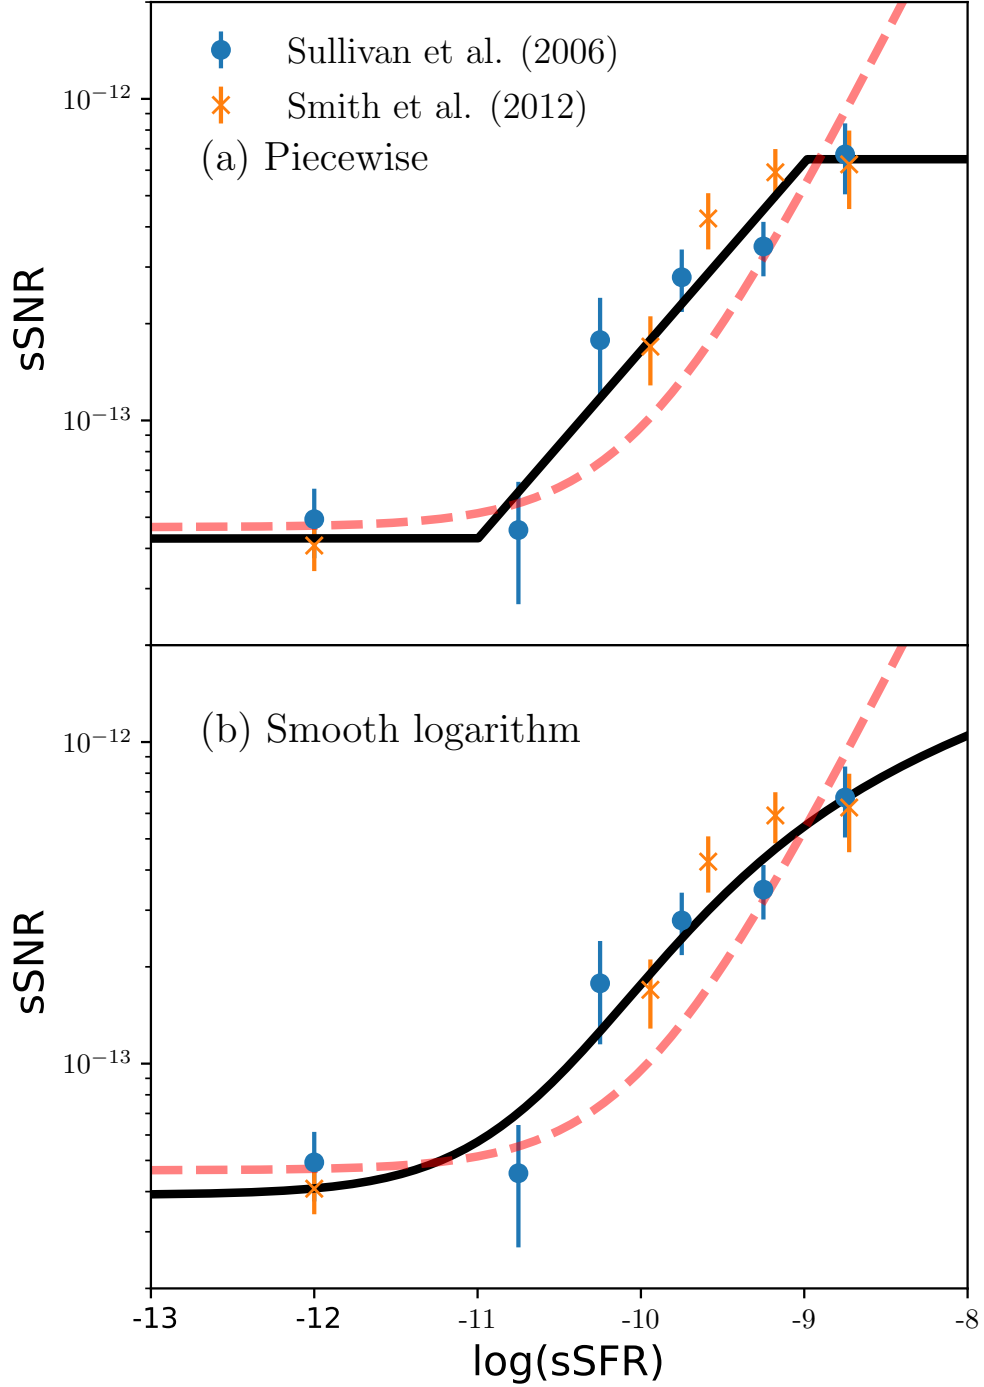 Sullivan et al. (2006)
Smith et al. (2012)
(a) Piecewise
10⁻¹²
10⁻¹³
sSNR
(b) Smooth logarithm
10⁻¹²
10⁻¹³
sSNR
-13 -12 -11 -10 -9 -8
log(sSFR)